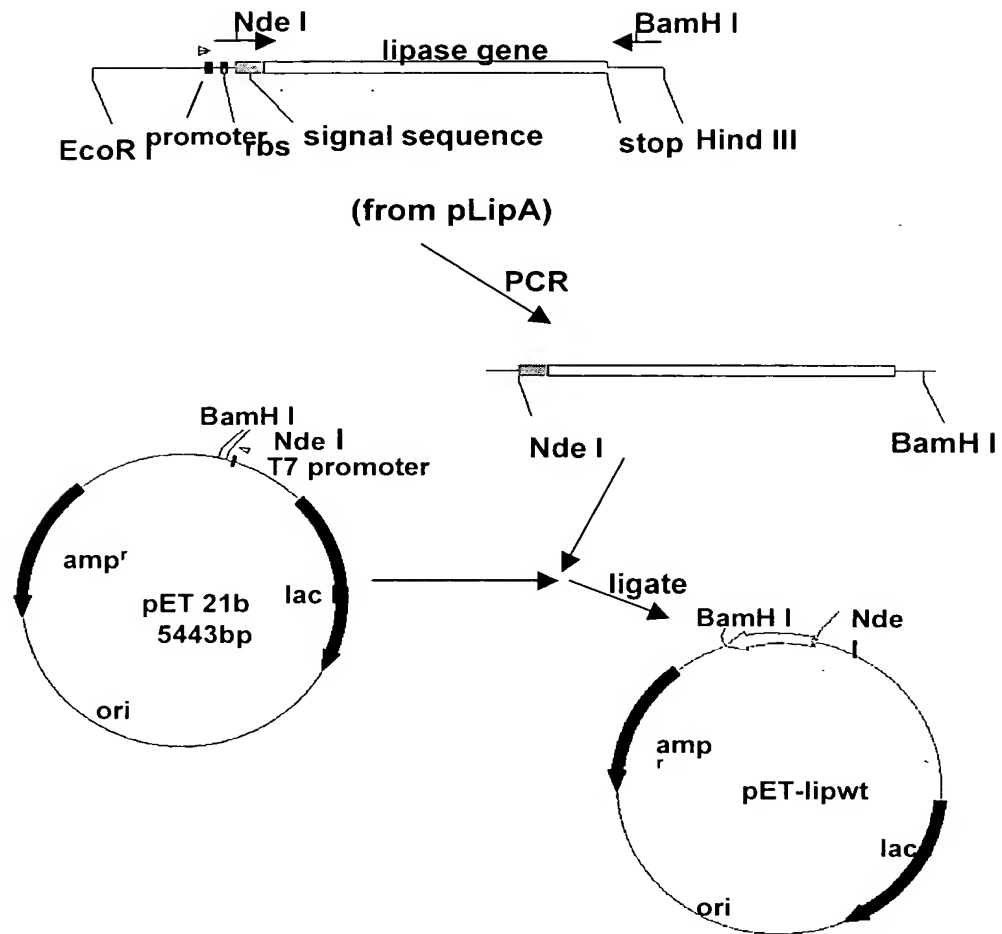 Nde I
BamH I
lipase gene
EcoR I
promoter
rbs
signal sequence
stop
Hind III
(from pLipA)
PCR
Nde I
BamH I
BamH I
Nde I
T7 promoter
amp^r
lac
pET 21b
5443bp
ori
ligate
BamH I
Nde
I
amp
r
pET-lipwt
lac
ori